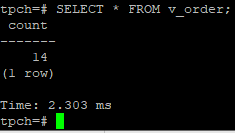 tpch=# SELECT * FROM v_order;
 count
-------
    14
(1 row)

Time: 2.303 ms
tpch=#